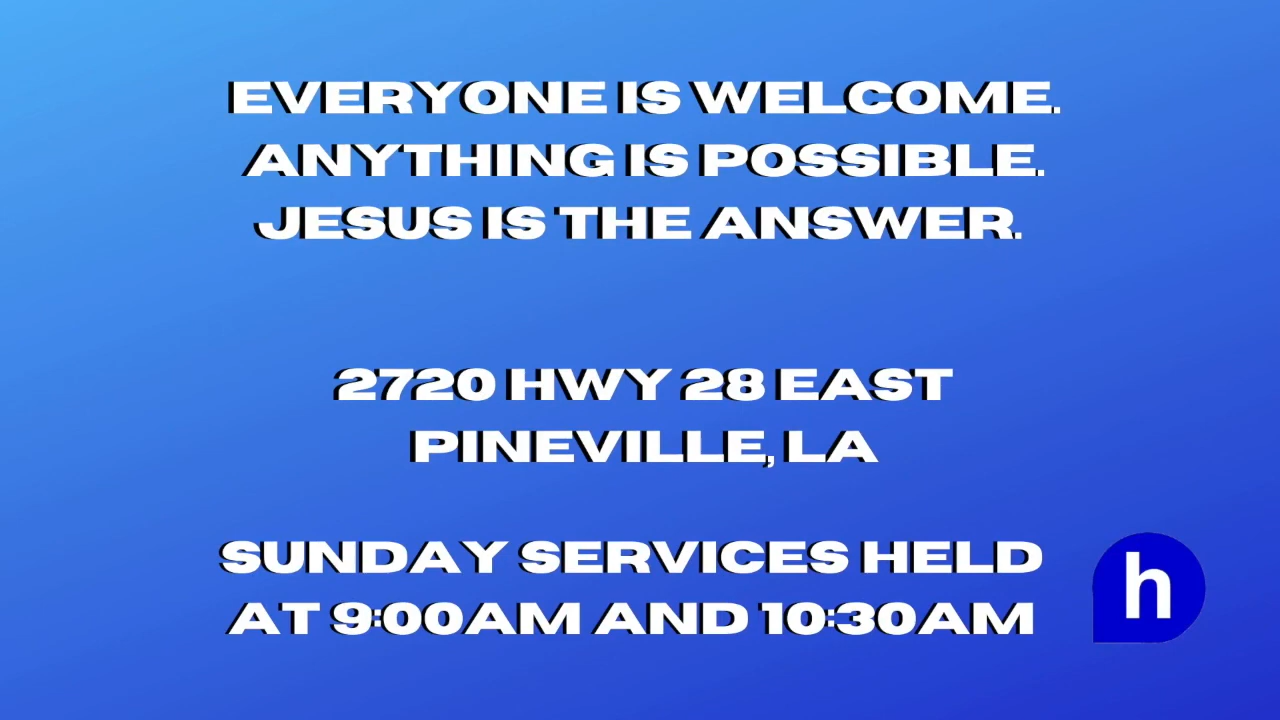 EVERYONE IS WELCOME.
ANYTHING IS POSSIBLE.
JESUS IS THE ANSWER.
2720 HWY 28 EAST
PINEVILLE, LA
SUNDAY SERVICES HELD
AT 9:00AM AND 10:30AM
h